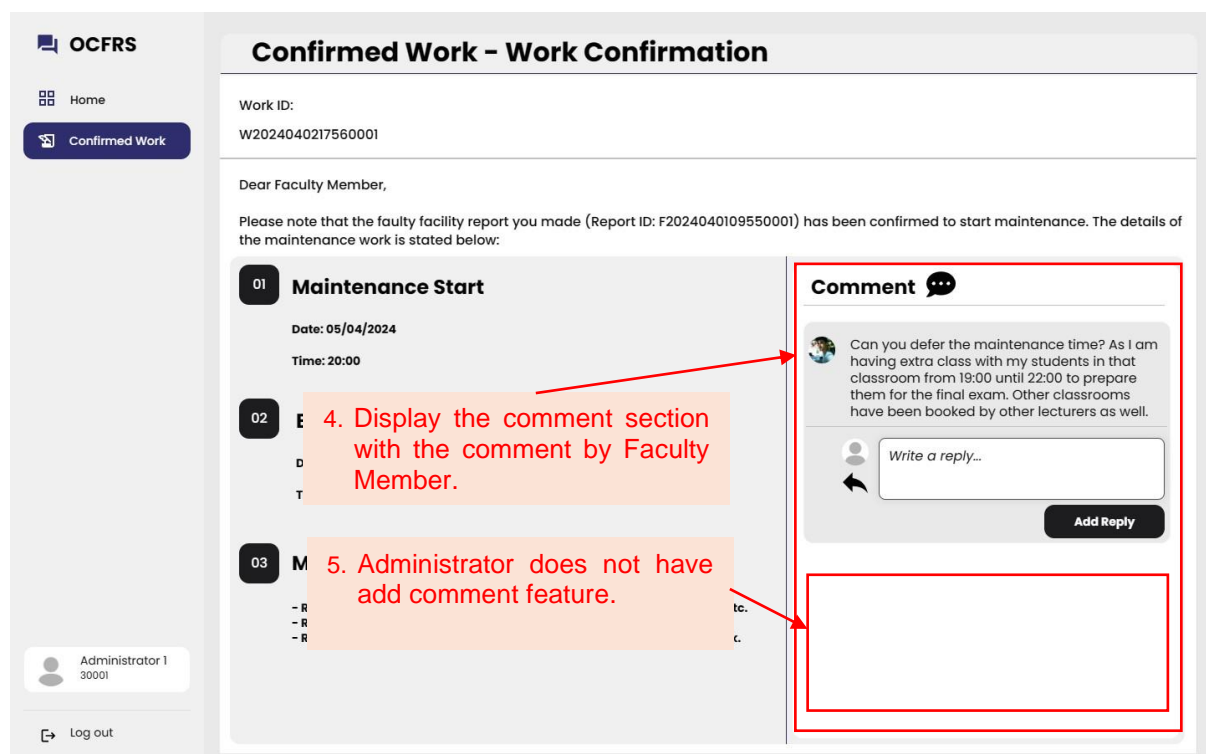 OCFRS
Home
Confirmed Work
Administrator 1
30001
Log out
Confirmed Work - Work Confirmation
Work ID:
W2024040217560001
Dear Faculty Member,
Please note that the faulty facility report you made (Report ID: F2024040109550001) has been confirmed to start maintenance. The details of
the maintenance work is stated below:
01
Maintenance Start
Date: 05/04/2024
Time: 20:00
02
4. Display the comment section
with the comment by Faculty
Member.
03
5. Administrator does not have
add comment feature.
Comment
Can you defer the maintenance time? As I am
having extra class with my students in that
classroom from 19:00 until 22:00 to prepare
them for the final exam. Other classrooms
have been booked by other lecturers as well.
Write a reply...
Add Reply